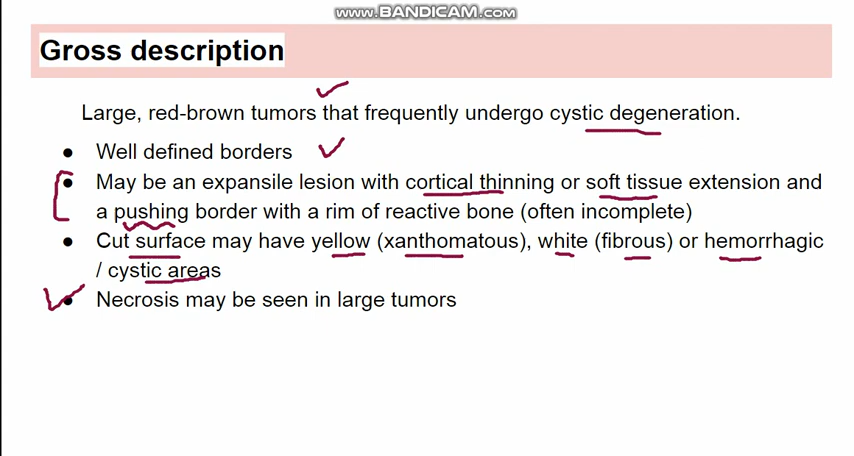 www.BANDICAM.com
Gross description
Large, red-brown tumors that frequently undergo cystic degeneration.
● Well defined borders
● May be an expansile lesion with cortical thinning or soft tissue extension and
a pushing border with a rim of reactive bone (often incomplete)
● Cut surface may have yellow (xanthomatous), white (fibrous) or hemorrhagic
/ cystic areas
● Necrosis may be seen in large tumors